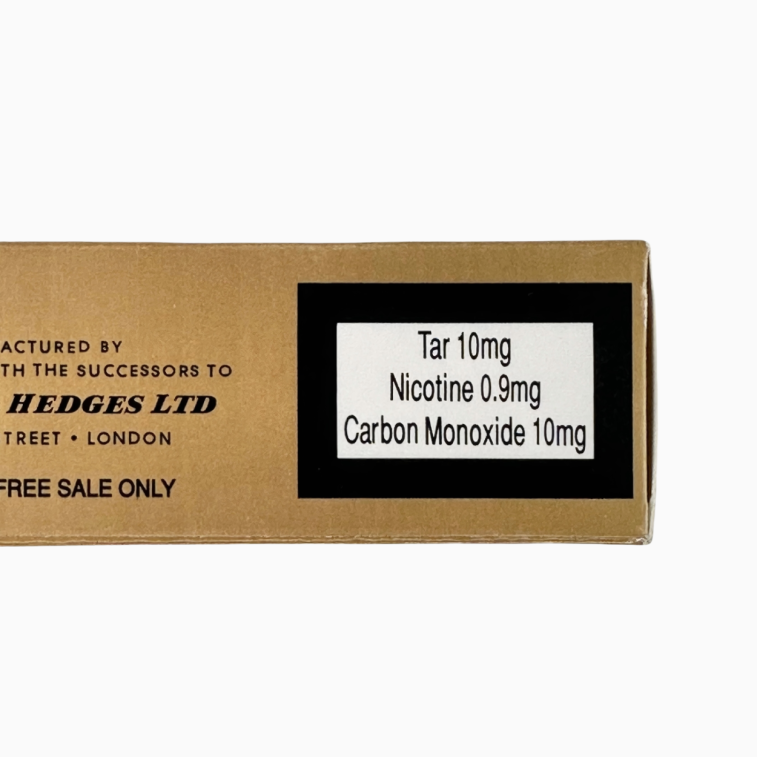 ACTURED BY
TH THE SUCCESSORS TO
HEDGES LTD
TREET • LONDON
FREE SALE ONLY
Tar 10mg
Nicotine 0.9mg
Carbon Monoxide 10mg